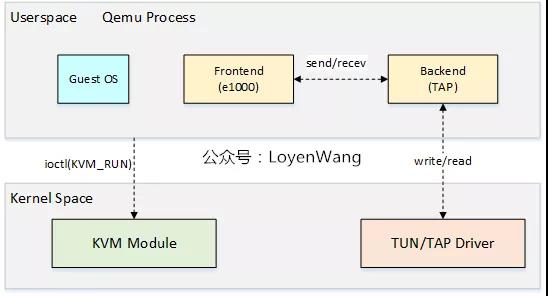 Userspace Qemu Process
Guest OS
Frontend
(e1000)
send/recev
Backend
(TAP)
ioctl(KVM_RUN)
公众号：LoyenWang
write/read
Kernel Space
KVM Module
TUN/TAP Driver